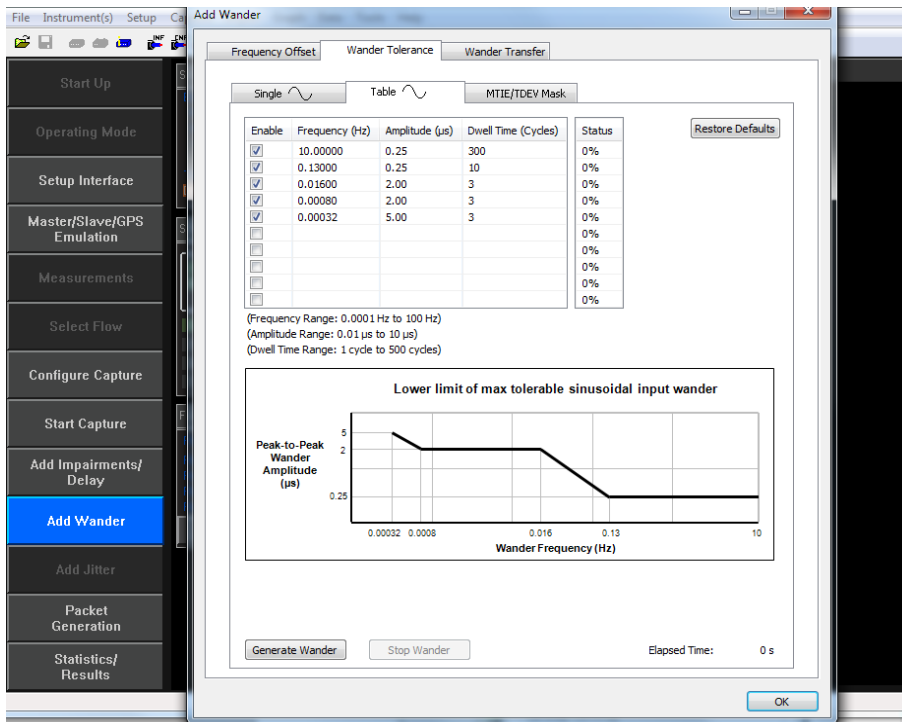 File Instrument(s) Setup Ca
Add Wander
Start Up
Operating Mode
Setup Interface
Master/Slave/GPS
Emulation
Measurements
Select Flow
Configure Capture
Start Capture
Add Impairments/
Delay
Add Wander
Add Jitter
Packet
Generation
Statistics/
Results
Frequency Offset Wander Tolerance Wander Transfer
Single Table MTIE/TDEV Mask
Enable Frequency (Hz) Amplitude (µs) Dwell Time (Cycles) Status
Restore Defaults
10.00000 0.25 300 0%
0.13000 0.25 10 0%
0.01600 2.00 3 0%
0.00080 2.00 3 0%
0.00032 5.00 3 0%
0%
0%
0%
0%
0%
(Frequency Range: 0.0001 Hz to 100 Hz)
(Amplitude Range: 0.01 µs to 10 µs)
(Dwell Time Range: 1 cycle to 500 cycles)
Lower limit of max tolerable sinusoidal input wander
Peak-to-Peak
Wander
Amplitude
(µs)
5
2
0.25
0.00032 0.0008 0.016 0.13 10
Wander Frequency (Hz)
Generate Wander Stop Wander Elapsed Time: 0 s
OK